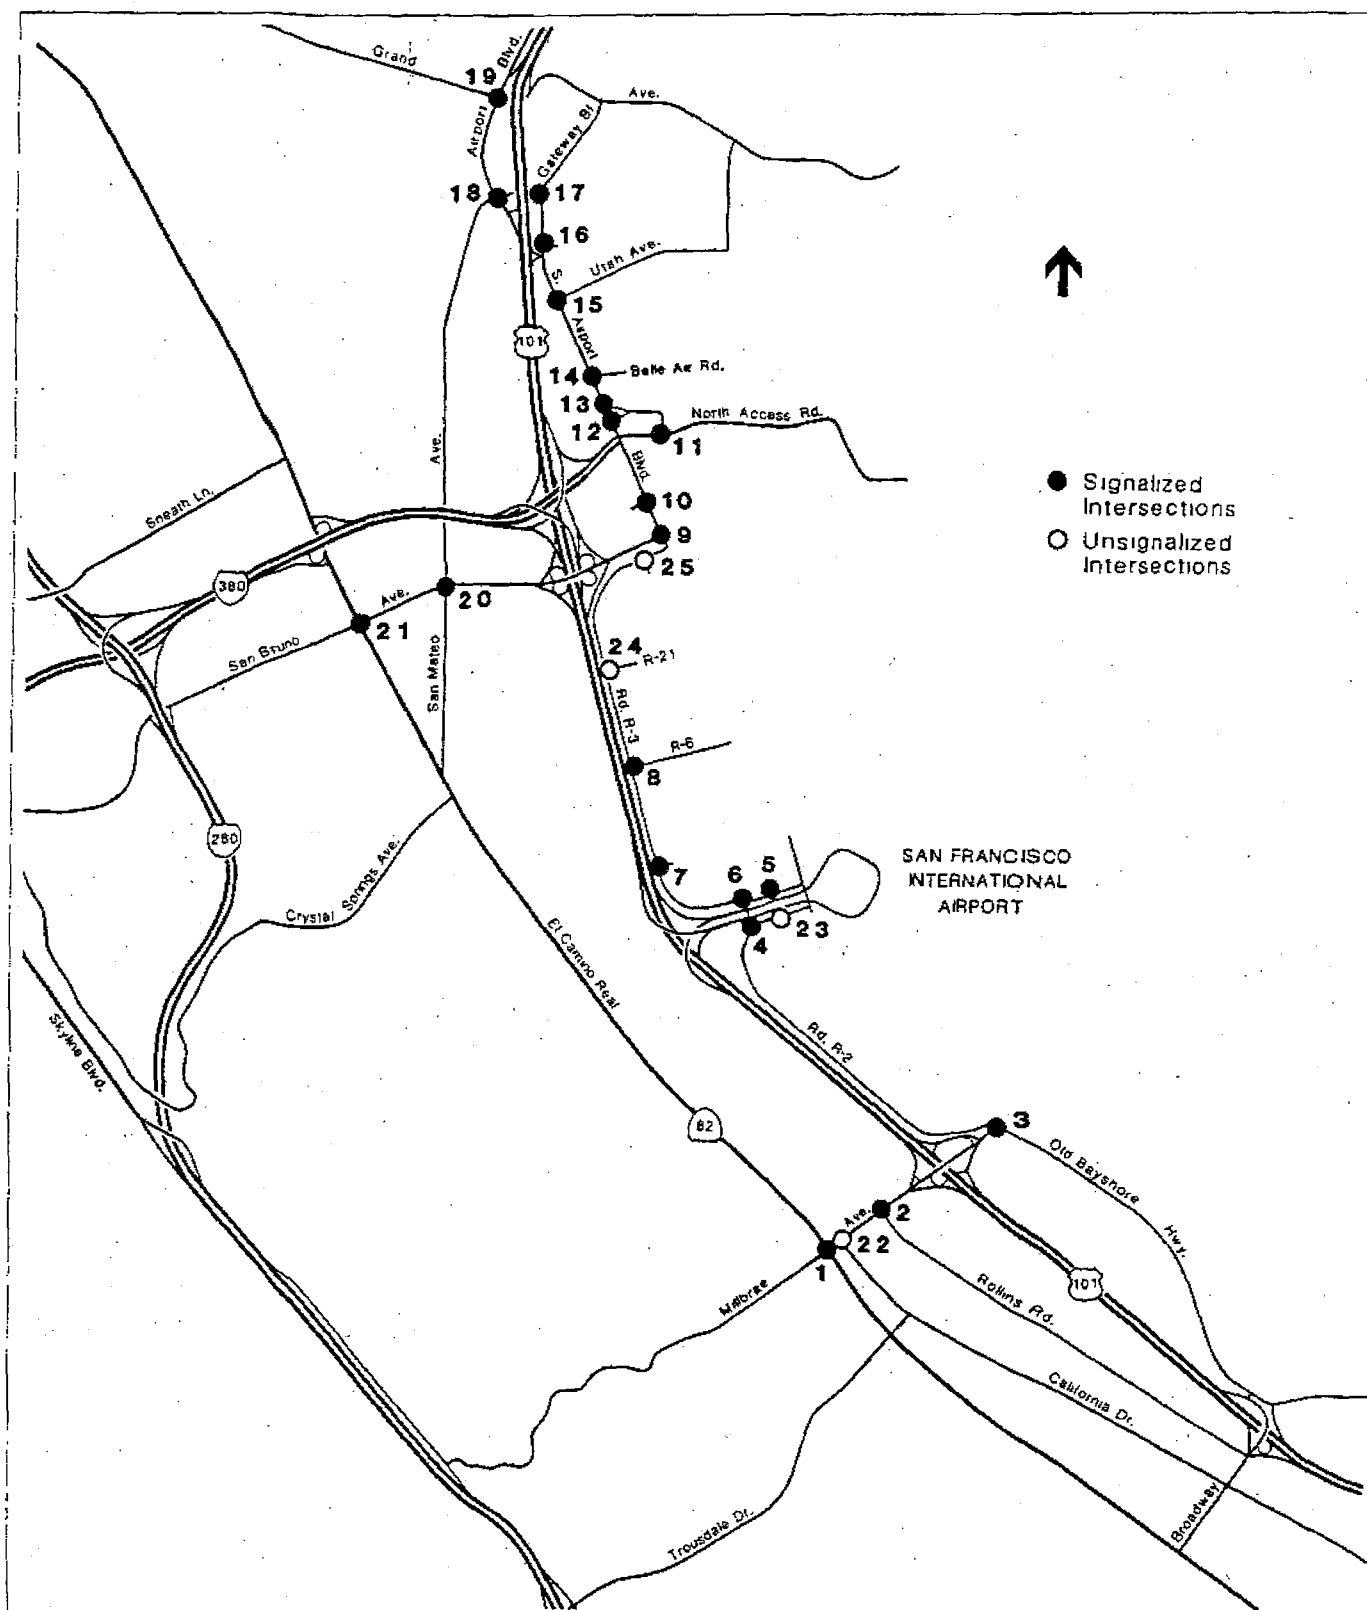 Grand
Blvd.
19
Airport
Ave.
Gateway Bl
18
17
16
S.
Utah Ave.
15
101
Airport
14
Belle Air Rd.
13
12
North Access Rd.
11
Ave.
Blvd.
Signalized
Intersections
Sneath Ln.
10
9
Unsignalized
Intersections
25
380
20
Ave.
21
San Bruno
San Mateo
24
R-21
Rd. R-3
R-6
8
280
SAN FRANCISCO
INTERNATIONAL
AIRPORT
7
6
5
Crystal Springs Ave.
23
4
El Camino Real
Skyline Blvd.
Rd. R-2
82
3
Old Bayshore
Hwy.
Ave.
2
22
1
Millbrae
Rollins Rd.
101
California Dr.
Broadway
Trousdale Dr.